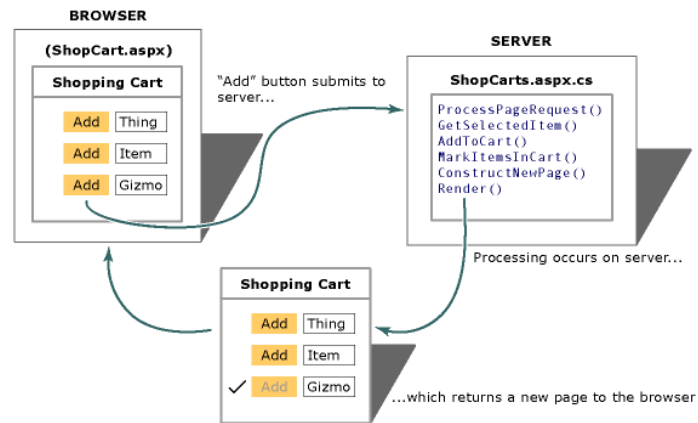 BROWSER
(ShopCart.aspx)
Shopping Cart
Add Thing
Add Item
Add Gizmo
"Add" button submits to
server...
SERVER
ShopCarts.aspx.cs
ProcessPageRequest()
GetSelectedItem()
AddToCart()
MarkItemsInCart()
ConstructNewPage()
Render()
Processing occurs on server...
Shopping Cart
Add Thing
Add Item
Add Gizmo
...which returns a new page to the browser